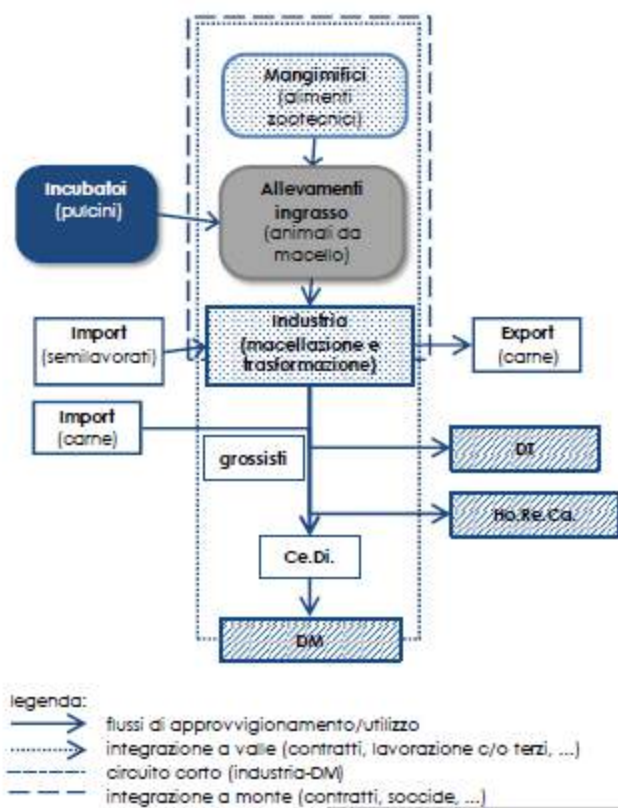 Mangimifici
(alimenti
zootecnici)
Incubatoi
(pulcini)
Allevamenti
ingrasso
(animali da
macello)
Import
(semilavorati)
Industria
(macellazione e
trasformazione)
Export
(carne)
Import
(carne)
grossisti
DT
Ho.Re.Ca.
Ce.Di.
DM
legenda:
flussi di approvvigionamento/utilizzo
integrazione a valle (contratti, lavorazione c/o terzi, ...)
circuito corto (industria-DM)
integrazione a monte (contratti, soccide, ...)